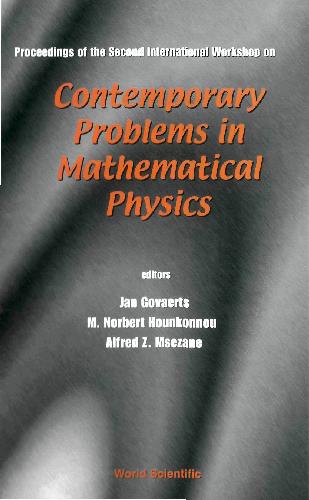 Proceedings of the Second International Workshop on
Contemporary
Problems in
Mathematical
Physics
editors
Jan Govaerts
M. Norbert Hounkonnou
Alfred Z. Msezane
World Scientific